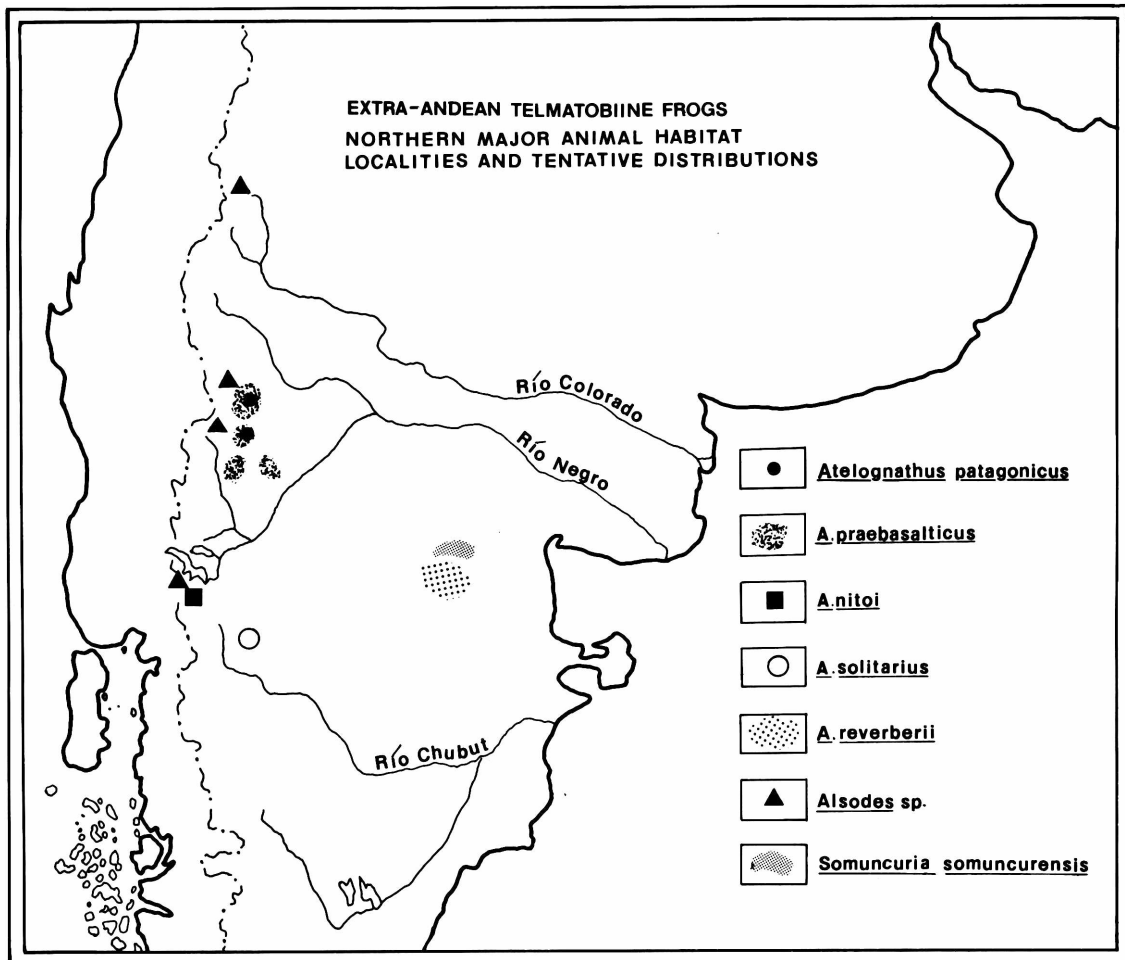 EXTRA-ANDEAN TELMATOBIINE FROGS
NORTHERN MAJOR ANIMAL HABITAT
LOCALITIES AND TENTATIVE DISTRIBUTIONS
Río Colorado
Río Negro
Río Chubut
Atelognathus patagonicus
A.praebasalticus
A.nitoi
A.solitarius
A.reverberii
Alsodes sp.
Somuncuria somuncurensis